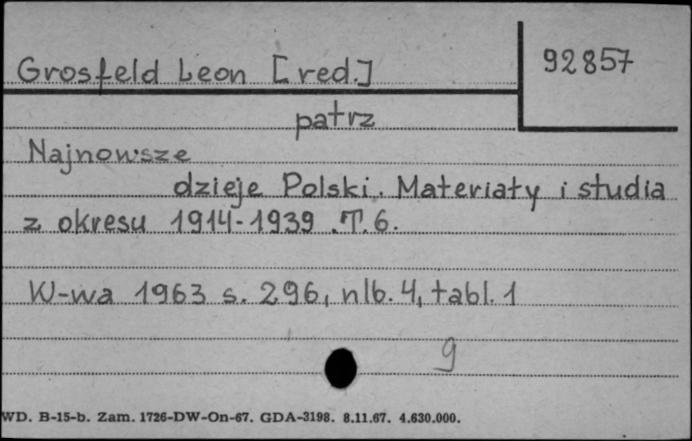 Grosfeld Leon [red.]
92857
patrz
Najnowsze
dzieje Polski. Materiały i studia
z okresu 1914-1939. T. 6.
W-wa 1963 s. 296, nlb. 4, tabl. 1
9
WD. B-15-b. Zam. 1726-DW-On-67. GDA-3198. 8.11.67. 4.630.000.